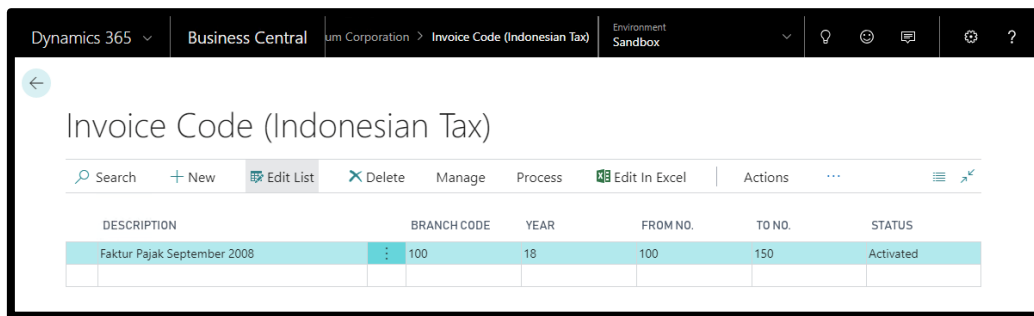 Dynamics 365 Business Central um Corporation > Invoice Code (Indonesian Tax) Environment
Sandbox ?
Invoice Code (Indonesian Tax)
Search + New Edit List Delete Manage Process Edit In Excel Actions ...
DESCRIPTION BRANCH CODE YEAR FROM NO. TO NO. STATUS
Faktur Pajak September 2008 100 18 100 150 Activated